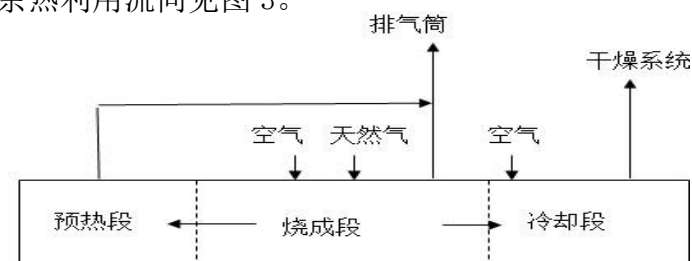 余热利用流向见图3。
排气筒
干燥系统
空气 天然气 空气
预热段 烧成段 冷却段